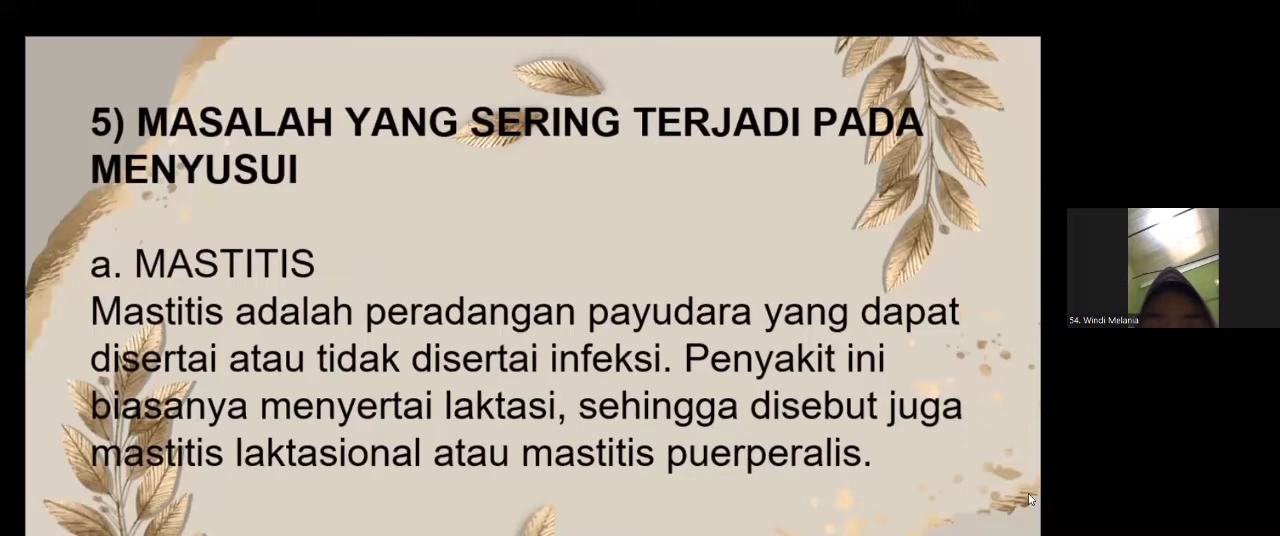 5) MASALAH YANG SERING TERJADI PADA
MENYUSUI
a. MASTITIS
Mastitis adalah peradangan payudara yang dapat
disertai atau tidak disertai infeksi. Penyakit ini
biasanya menyertai laktasi, sehingga disebut juga
mastitis laktasional atau mastitis puerperalis.
54. Windi Melania